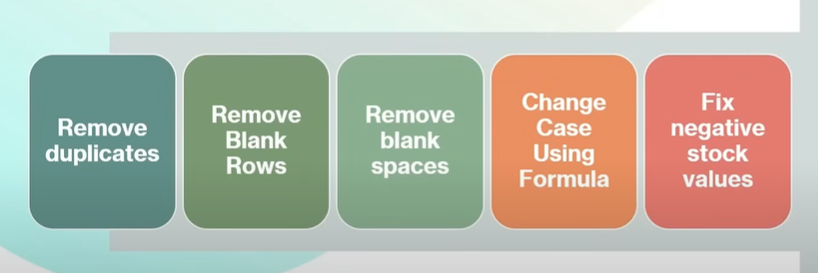 Remove
duplicates
Remove
Blank
Rows
Remove
blank
spaces
Change
Case
Using
Formula
Fix
negative
stock
values